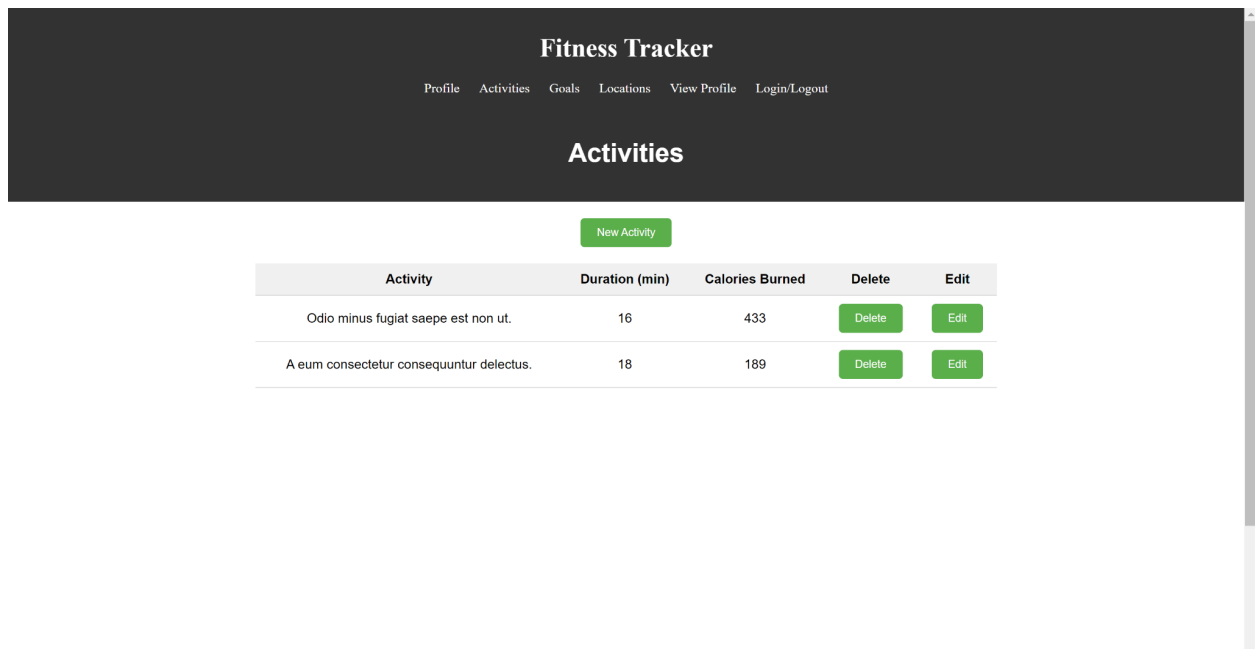 Fitness Tracker
Profile Activities Goals Locations View Profile Login/Logout
Activities
New Activity
Activity Duration (min) Calories Burned Delete Edit
Odio minus fugiat saepe est non ut. 16 433 Delete Edit
A eum consectetur consequuntur delectus. 18 189 Delete Edit